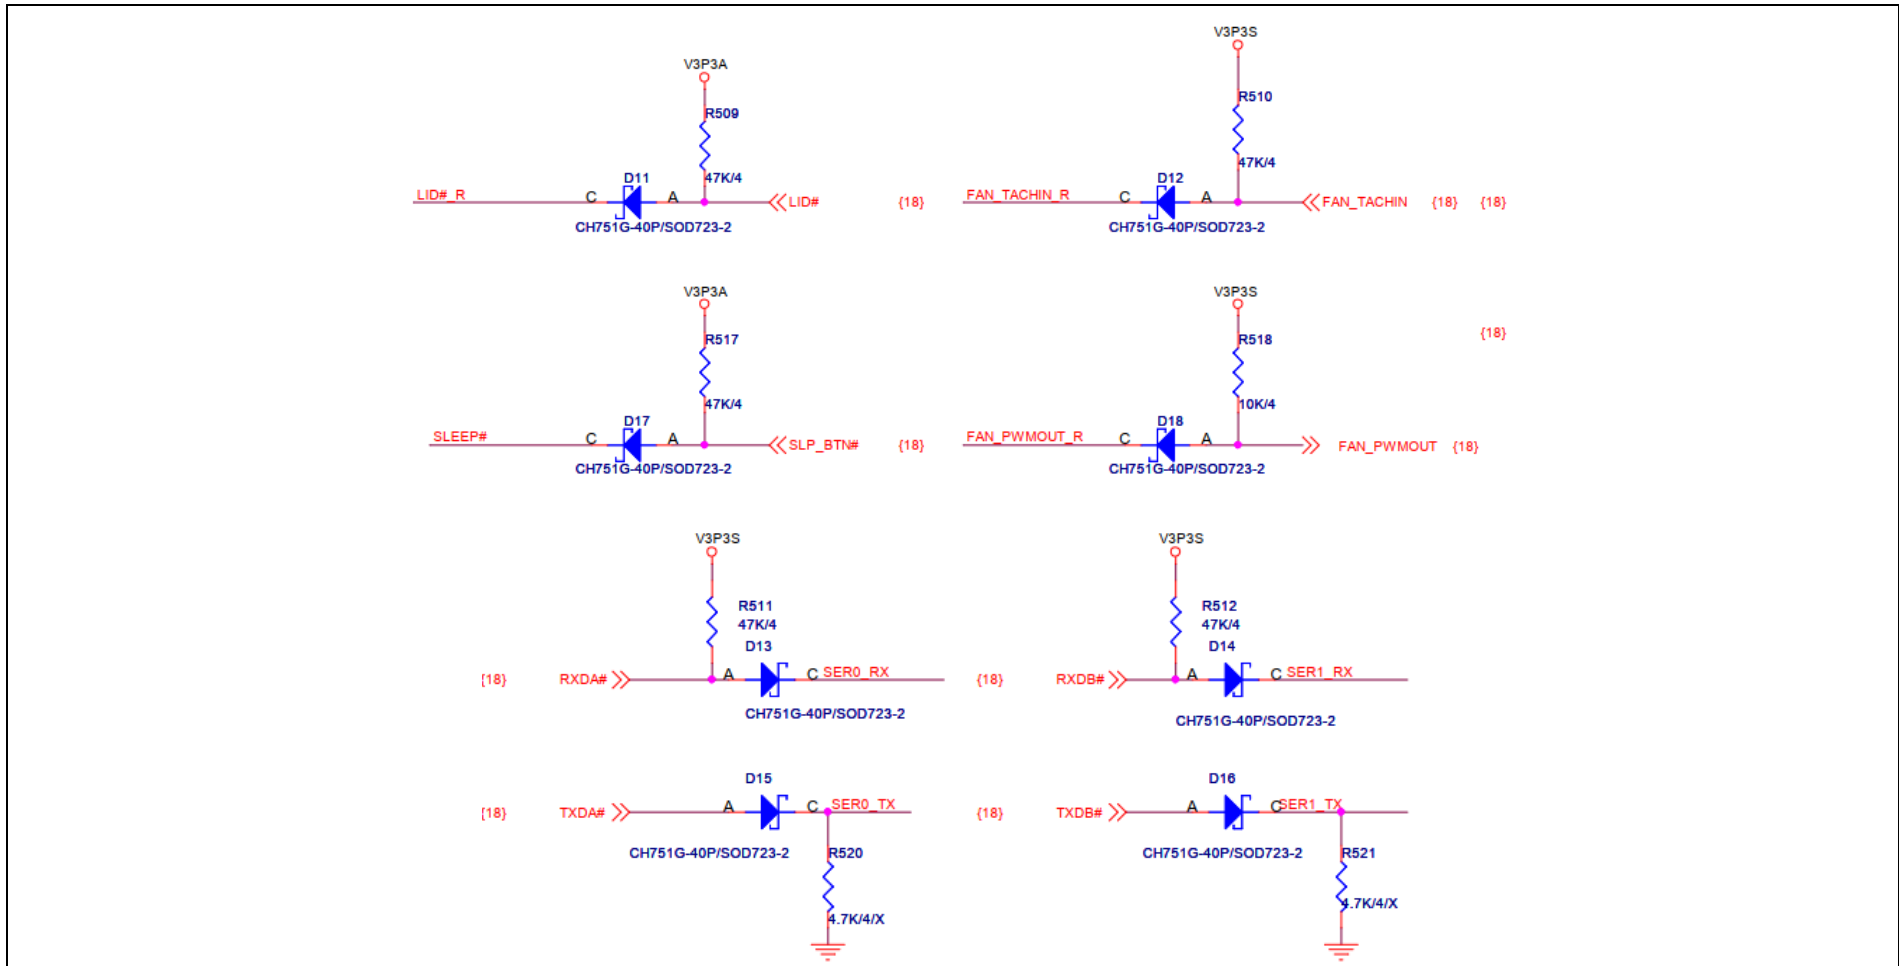 V3P3A
R509
47K/4
D11
LID#_R
C
A
LID#
{18}
CH751G-40P/SOD723-2
V3P3S
R510
47K/4
D12
FAN_TACHIN_R
C
A
FAN_TACHIN
{18}
{18}
CH751G-40P/SOD723-2
V3P3A
R517
47K/4
D17
SLEEP#
C
A
SLP_BTN#
{18}
CH751G-40P/SOD723-2
V3P3S
R518
{18}
10K/4
D18
FAN_PWMOUT_R
C
A
FAN_PWMOUT
{18}
CH751G-40P/SOD723-2
V3P3S
R511
47K/4
D13
{18}
RXDA#
A
C
SER0_RX
CH751G-40P/SOD723-2
V3P3S
R512
47K/4
D14
{18}
RXDB#
A
C
SER1_RX
CH751G-40P/SOD723-2
D15
{18}
TXDA#
A
C
SER0_TX
CH751G-40P/SOD723-2
R520
4.7K/4/X
D16
{18}
TXDB#
A
C
SER1_TX
CH751G-40P/SOD723-2
R521
4.7K/4/X